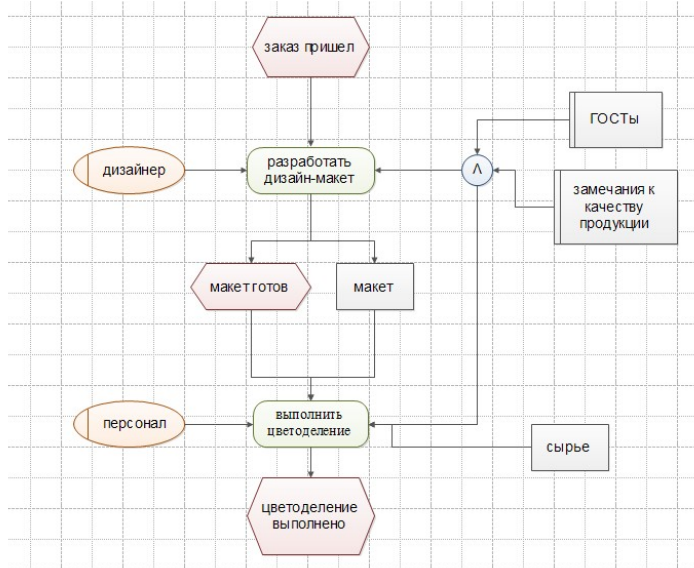 заказ пришел
ГОСТы
дизайнер
разработать
дизайн-макет
Λ
замечания к
качеству
продукции
макет готов
макет
персонал
выполнить
цветоделение
сырье
цветоделение
выполнено